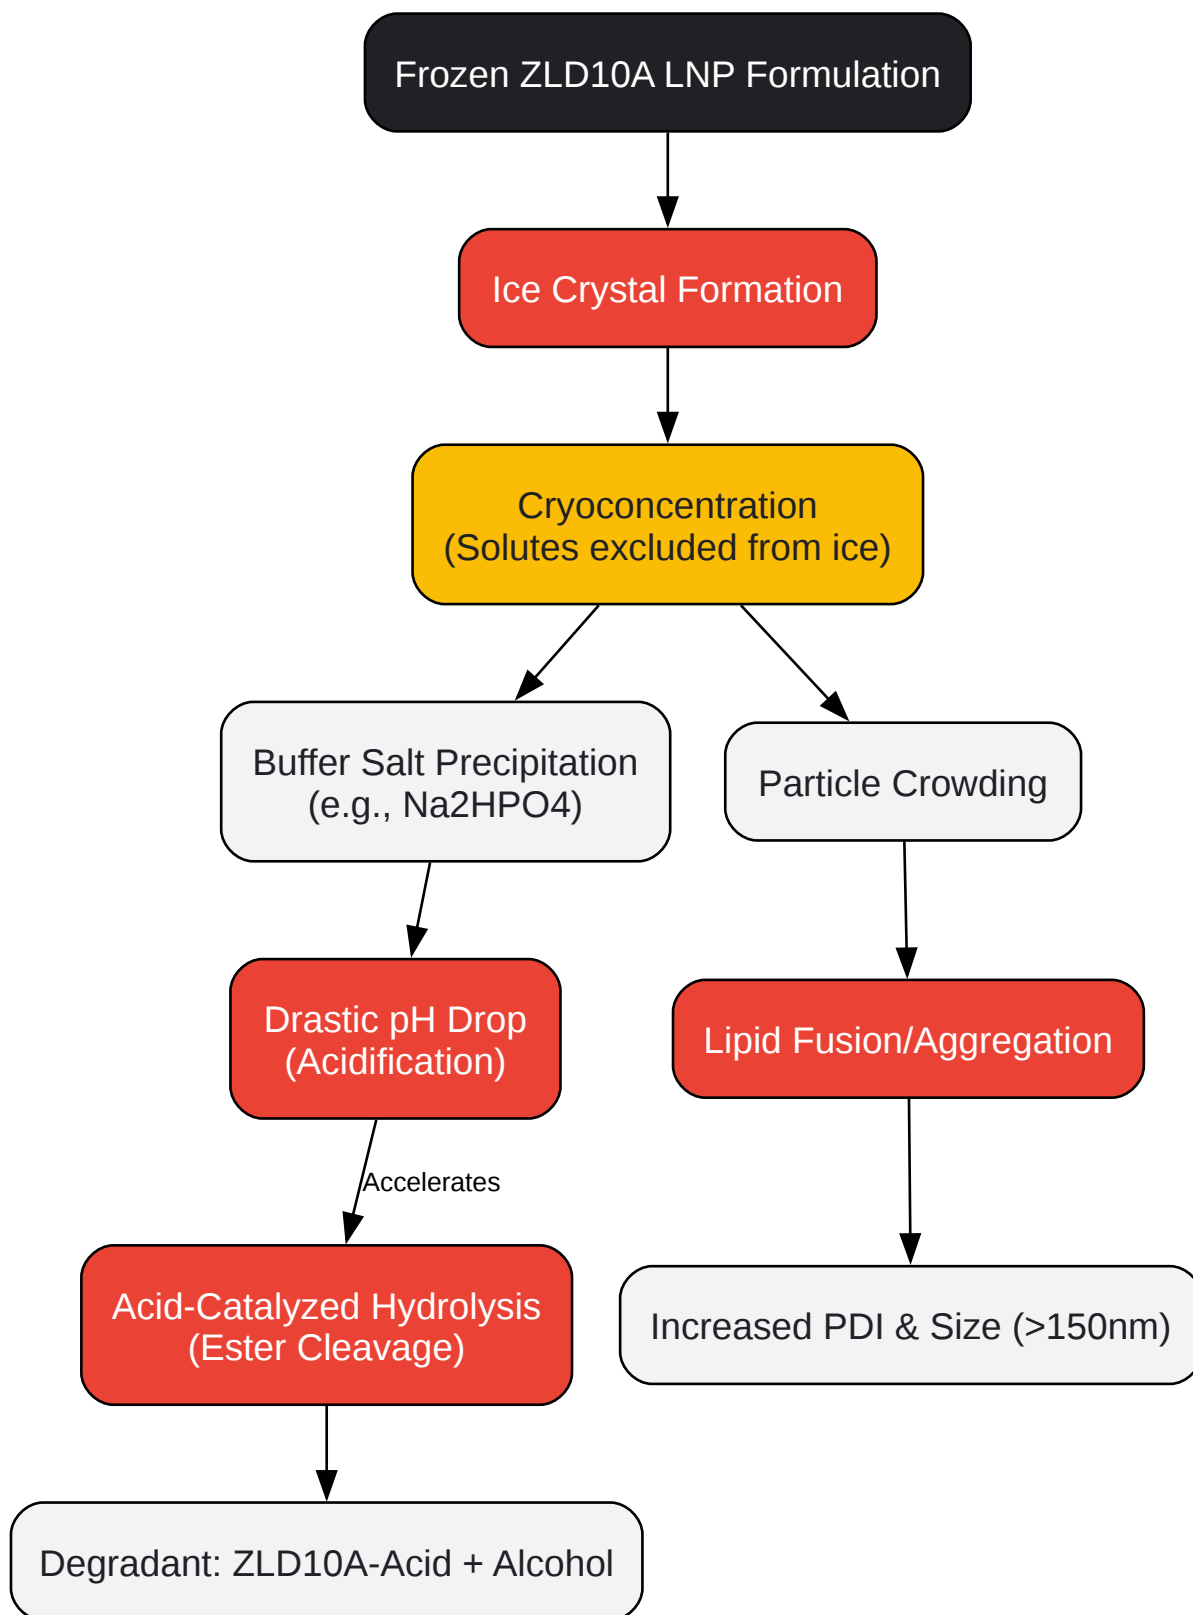 Frozen ZLD10A LNP Formulation
Ice Crystal Formation
Cryoconcentration
(Solutes excluded from ice)
Buffer Salt Precipitation
(e.g., Na2HPO4)
Particle Crowding
Drastic pH Drop
(Acidification)
Lipid Fusion/Aggregation
Accelerates
Acid-Catalyzed Hydrolysis
(Ester Cleavage)
Increased PDI & Size (>150nm)
Degradant: ZLD10A-Acid + Alcohol